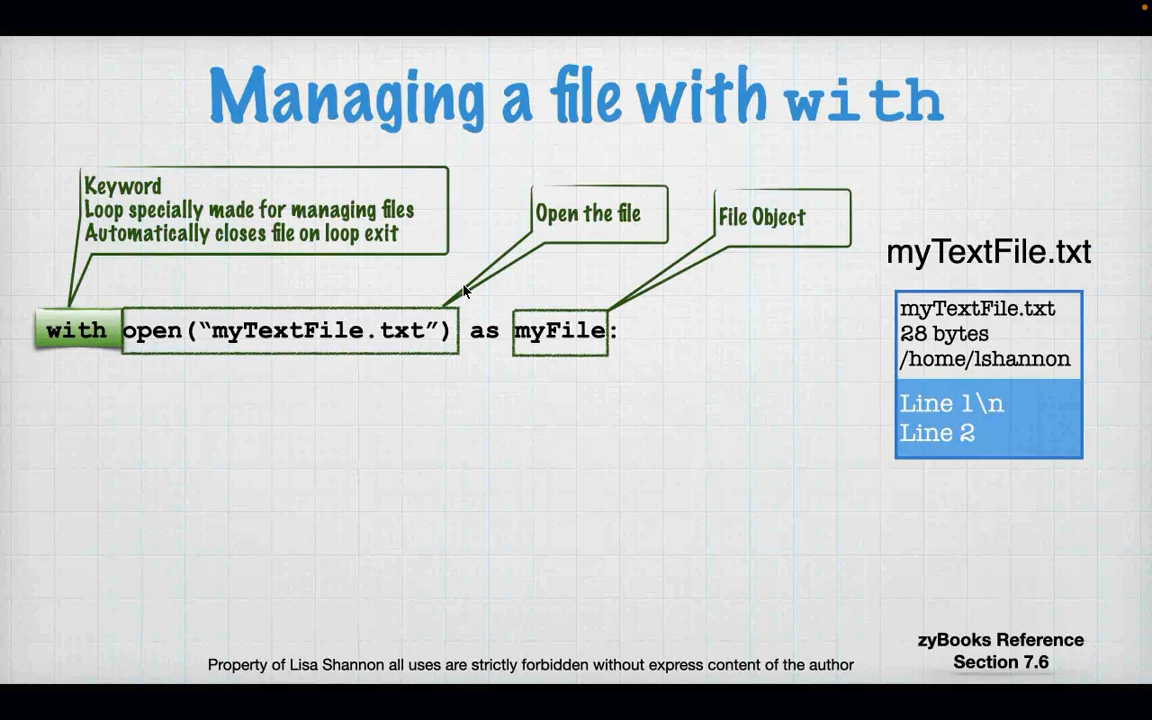 Managing a file with with
Keyword
Loop specially made for managing files
Automatically closes file on loop exit
Open the file
File Object
with open(“myTextFile.txt”) as myFile:
myTextFile.txt
myTextFile.txt
28 bytes
/home/lshannon
Line 1\n
Line 2
zyBooks Reference
Section 7.6
Property of Lisa Shannon all uses are strictly forbidden without express content of the author